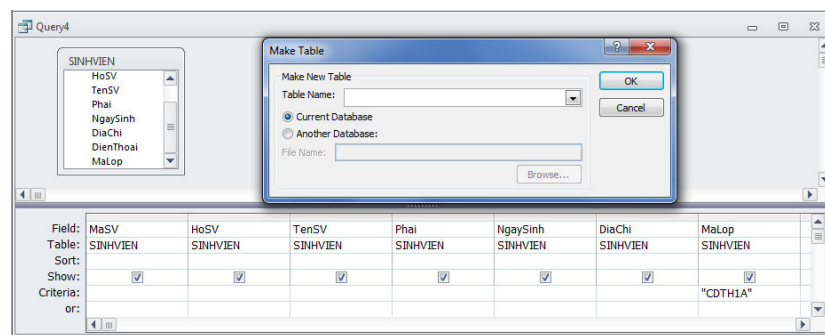 Query4
SINHVIEN
HoSV
TenSV
Phai
NgaySinh
DiaChi
DienThoai
MaLop
Make Table
Make New Table
Table Name:
Current Database
Another Database:
File Name:
Browse...
OK
Cancel
Field: MaSV HoSV TenSV Phai NgaySinh DiaChi MaLop
Table: SINHVIEN SINHVIEN SINHVIEN SINHVIEN SINHVIEN SINHVIEN SINHVIEN
Sort:
Show:
Criteria: "CDTH1A"
or: